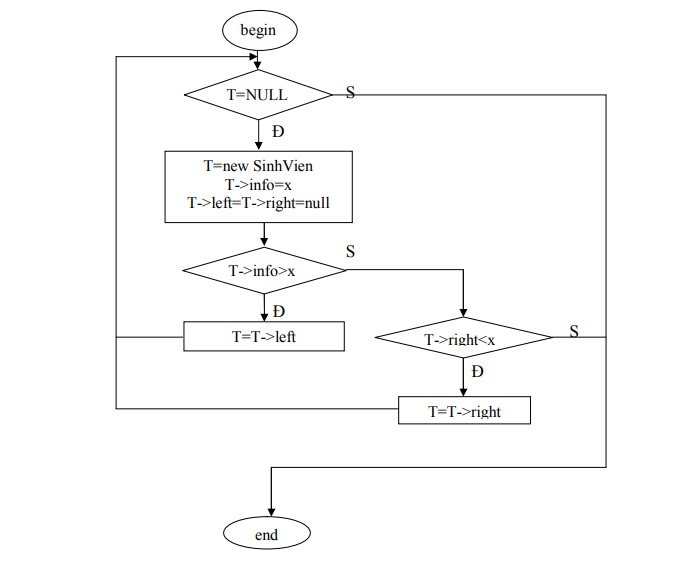 begin
T=NULL
S
Đ
T=new SinhVien
T->info=x
T->left=T->right=null
S
T->info>x
Đ
T=T->left
S
T->right<x
Đ
T=T->right
end